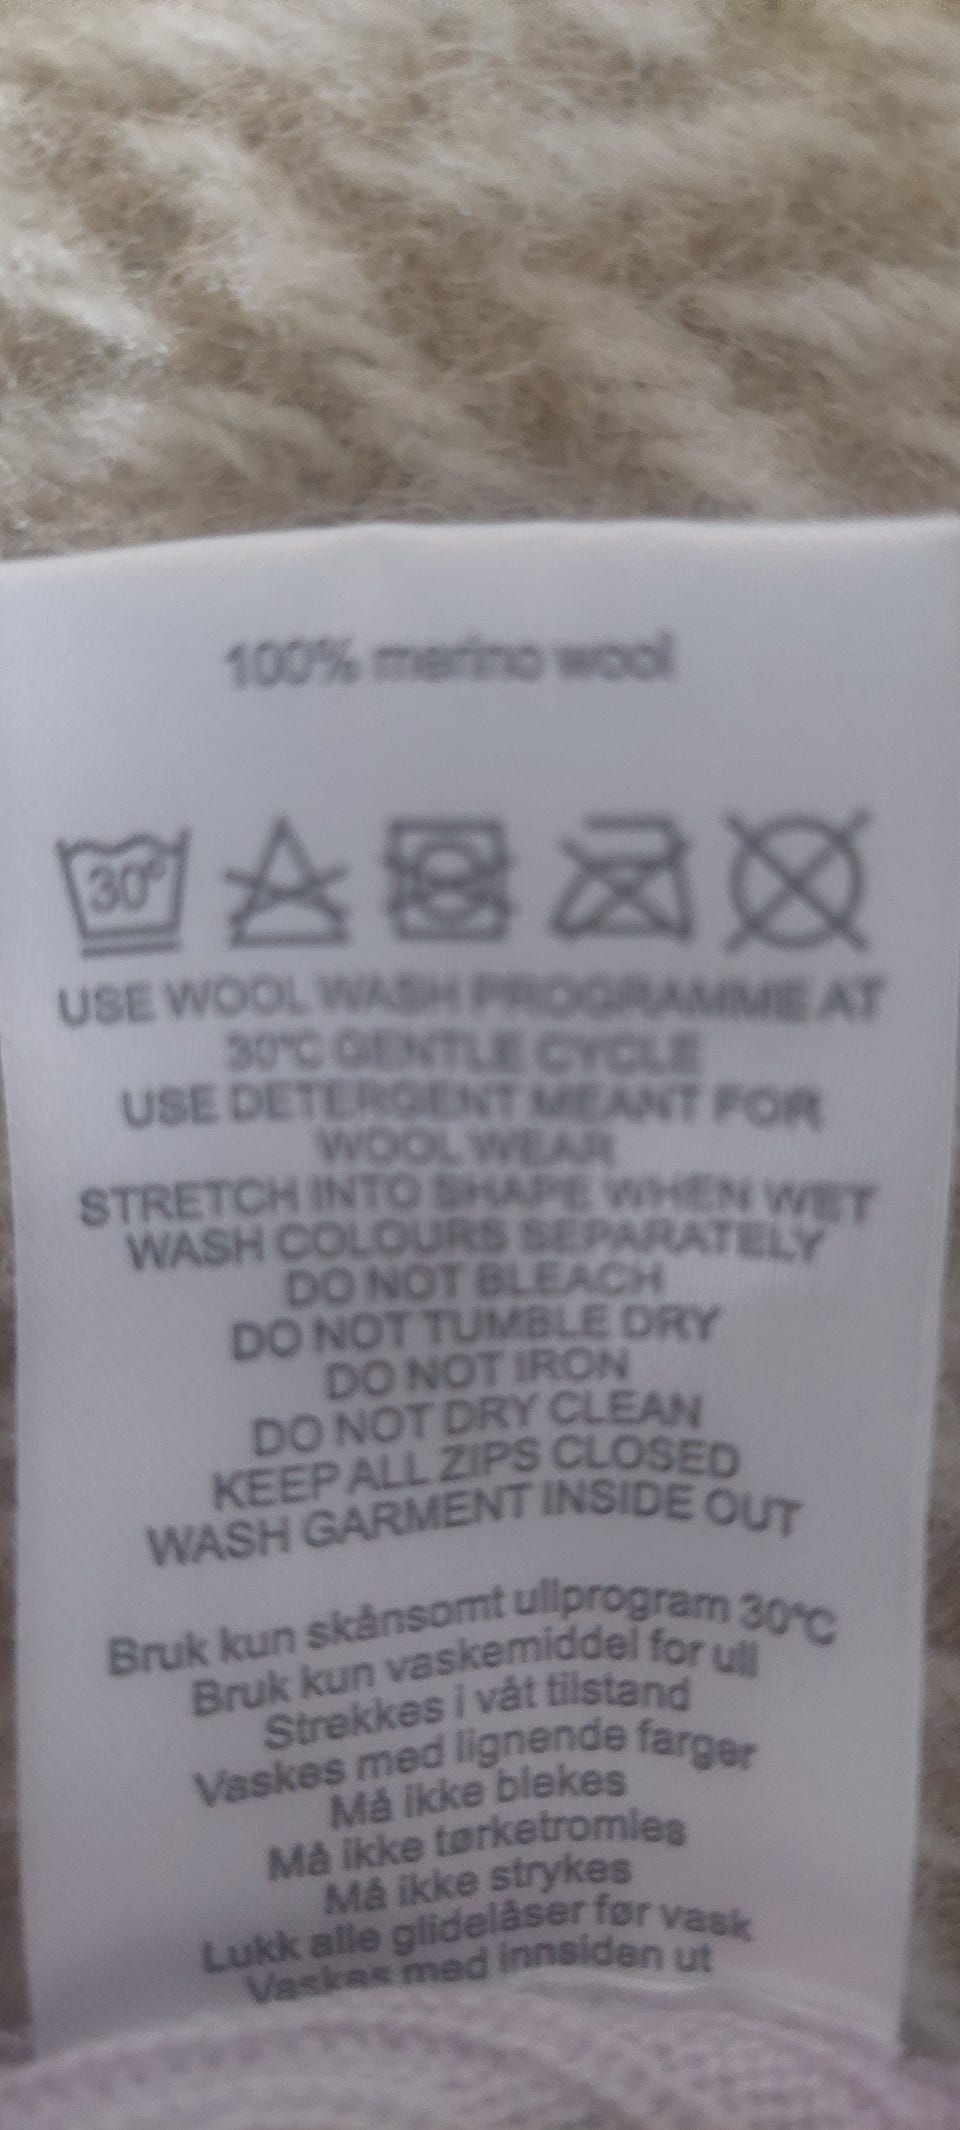 100% merino wool
30°
USE WOOL WASH PROGRAMME AT
30°C GENTLE CYCLE
USE DETERGENT MEANT FOR
WOOL WEAR
STRETCH INTO SHAPE WHEN WET
WASH COLOURS SEPARATELY
DO NOT BLEACH
DO NOT TUMBLE DRY
DO NOT IRON
DO NOT DRY CLEAN
KEEP ALL ZIPS CLOSED
WASH GARMENT INSIDE OUT
Bruk kun skånsomt ullprogram 30°C
Bruk kun vaskemiddel for ull
Strekkes i våt tilstand
Vaskes med lignende farger
Må ikke blekes
Må ikke tørketromles
Må ikke strykes
Lukk alle glidelåser før vask
Vaskes med innsiden ut